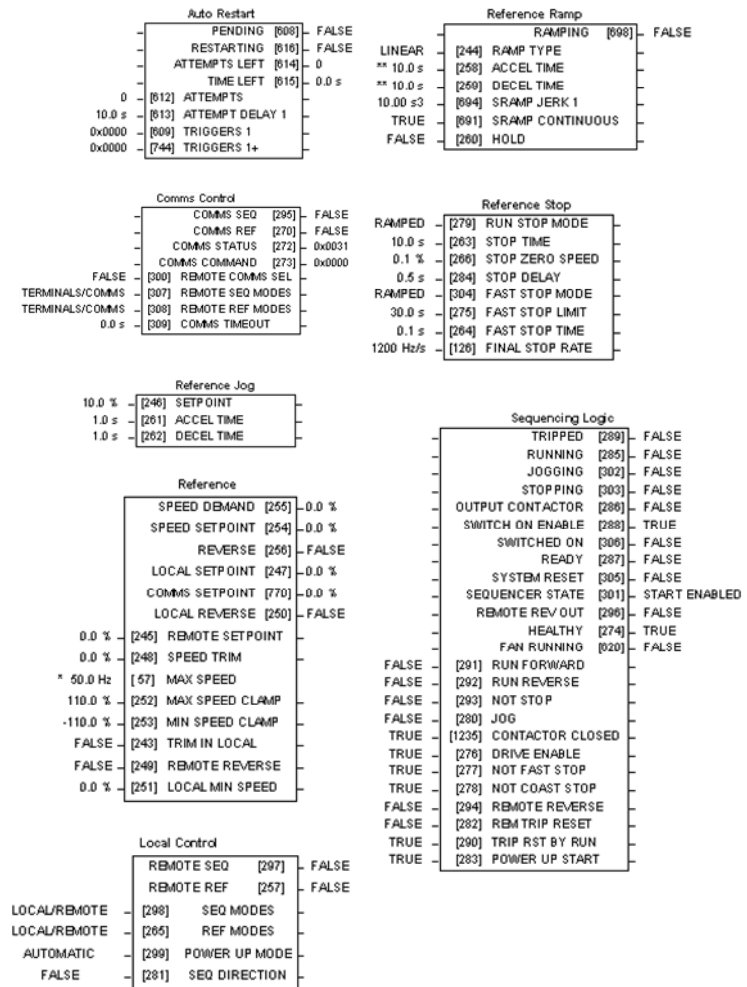 Auto Restart
PENDING [608] – FALSE
RESTARTING [616] – FALSE
ATTEMPTS LEFT [614] – 0
TIME LEFT [615] – 0.0 s
0 – [612] ATTEMPTS –
10.0 s – [613] ATTEMPT DELAY 1 –
0x0000 – [609] TRIGGERS 1 –
0x0000 – [744] TRIGGERS 1+ –
Reference Ramp
RAMPING [698] – FALSE
LINEAR – [244] RAMP TYPE –
** 10.0 s – [258] ACCEL TIME –
** 10.0 s – [259] DECEL TIME –
10.00 s3 – [694] SRAMP JERK 1 –
TRUE – [691] SRAMP CONTINUOUS –
FALSE – [260] HOLD –
Comms Control
COMMS SEQ [295] – FALSE
COMMS REF [270] – FALSE
COMMS STATUS [272] – 0x0031
COMMS COMMAND [273] – 0x0000
FALSE – [300] REMOTE COMMS SEL –
TERMINALS/COMMS – [307] REMOTE SEQ MODES –
TERMINALS/COMMS – [308] REMOTE REF MODES –
0.0 s – [309] COMMS TIMEOUT –
Reference Stop
RAMPED – [279] RUN STOP MODE –
10.0 s – [263] STOP TIME –
0.1 % – [266] STOP ZERO SPEED –
0.5 s – [284] STOP DELAY –
RAMPED – [304] FAST STOP MODE –
30.0 s – [275] FAST STOP LIMIT –
0.1 s – [264] FAST STOP TIME –
1200 Hz/s – [126] FINAL STOP RATE –
Reference Jog
10.0 % – [246] SETPOINT –
1.0 s – [261] ACCEL TIME –
1.0 s – [262] DECEL TIME –
Reference
SPEED DEMAND [255] – 0.0 %
SPEED SETPOINT [254] – 0.0 %
REVERSE [256] – FALSE
LOCAL SETPOINT [247] – 0.0 %
COMMS SETPOINT [770] – 0.0 %
LOCAL REVERSE [250] – FALSE
0.0 % – [245] REMOTE SETPOINT –
0.0 % – [248] SPEED TRIM –
* 50.0 Hz [ 57] MAX SPEED –
110.0 % – [252] MAX SPEED CLAMP –
-110.0 % – [253] MIN SPEED CLAMP –
FALSE – [243] TRIM IN LOCAL –
FALSE – [249] REMOTE REVERSE –
0.0 % – [251] LOCAL MIN SPEED –
Sequencing Logic
– TRIPPED [289] – FALSE
– RUNNING [285] – FALSE
– JOGGING [302] – FALSE
– STOPPING [303] – FALSE
– OUTPUT CONTACTOR [286] – FALSE
– SWITCH ON ENABLE [288] – TRUE
– SWITCHED ON [306] – FALSE
– READY [287] – FALSE
– SYSTEM RESET [305] – FALSE
– SEQUENCER STATE [301] – START ENABLED
– REMOTE REV OUT [296] – FALSE
– HEALTHY [274] – TRUE
– FAN RUNNING [620] – FALSE
FALSE – [291] RUN FORWARD –
FALSE – [292] RUN REVERSE –
FALSE – [293] NOT STOP –
FALSE – [280] JOG –
TRUE – [1235] CONTACTOR CLOSED –
TRUE – [276] DRIVE ENABLE –
TRUE – [277] NOT FAST STOP –
TRUE – [278] NOT COAST STOP –
FALSE – [294] REMOTE REVERSE –
FALSE – [282] REM TRIP RESET –
TRUE – [290] TRIP RST BY RUN –
TRUE – [283] POWER UP START –
Local Control
REMOTE SEQ [297] – FALSE
REMOTE REF [257] – FALSE
LOCAL/REMOTE – [298] SEQ MODES –
LOCAL/REMOTE – [265] REF MODES –
AUTOMATIC – [299] POWER UP MODE –
FALSE – [281] SEQ DIRECTION –